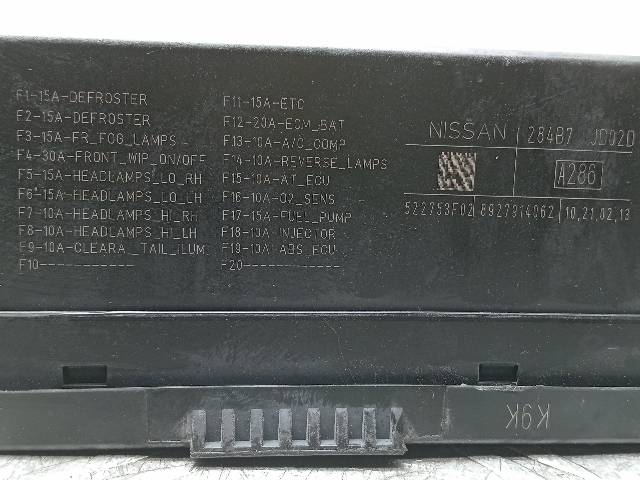 F1-15A-DEFROSTER
F2-15A-DEFROSTER
F3-15A-FR_FOG_LAMPS -
F4-30A-FRONT_WIP_ON/OFF
F5-15A-HEADLAMPS_LO_RH
F6-15A-HEADLAMPS_LO_LH
F7-10A-HEADLAMPS_HI_RH
F8-10A-HEADLAMPS_HI_LH
F9-10A-CLEARA_TAIL_ILUM
F10------------
F11-15A-ETC
F12-20A-ECM_BAT
F13-10A-A/C_COMP
F14-10A-REVERSE_LAMPS
F15-10A-AT_ECU
F16-10A-O2_SENS
F17-15A-FUEL_PUMP
F18-10A-INJECTOR
F19-10A-ABS_ECU
F20------------
NISSAN 284B7 JD02D
A286
522753F02 8927914062 10,21,02,13
K9K